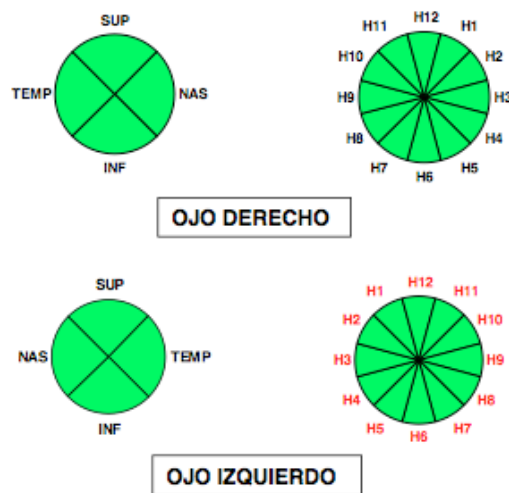 SUP
TEMP NAS
INF
H12
H11 H1
H10 H2
H9 H3
H8 H4
H7 H5
H6
OJO DERECHO
SUP
NAS TEMP
INF
H12
H1 H11
H2 H10
H3 H9
H4 H8
H5 H7
H6
OJO IZQUIERDO